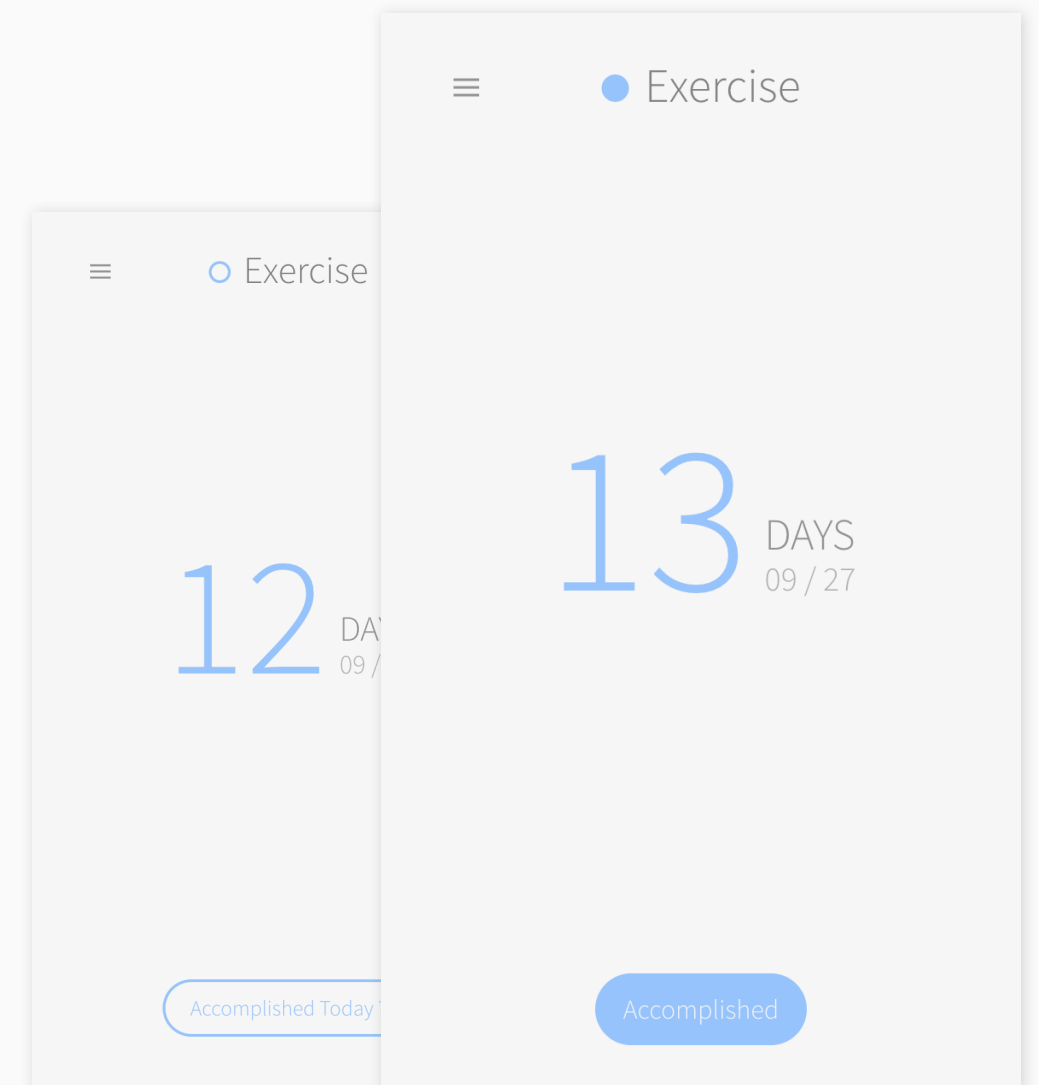 Exercise
13
DAYS
09 / 27
Accomplished
Exercise
12
09 /
Accomplished Today